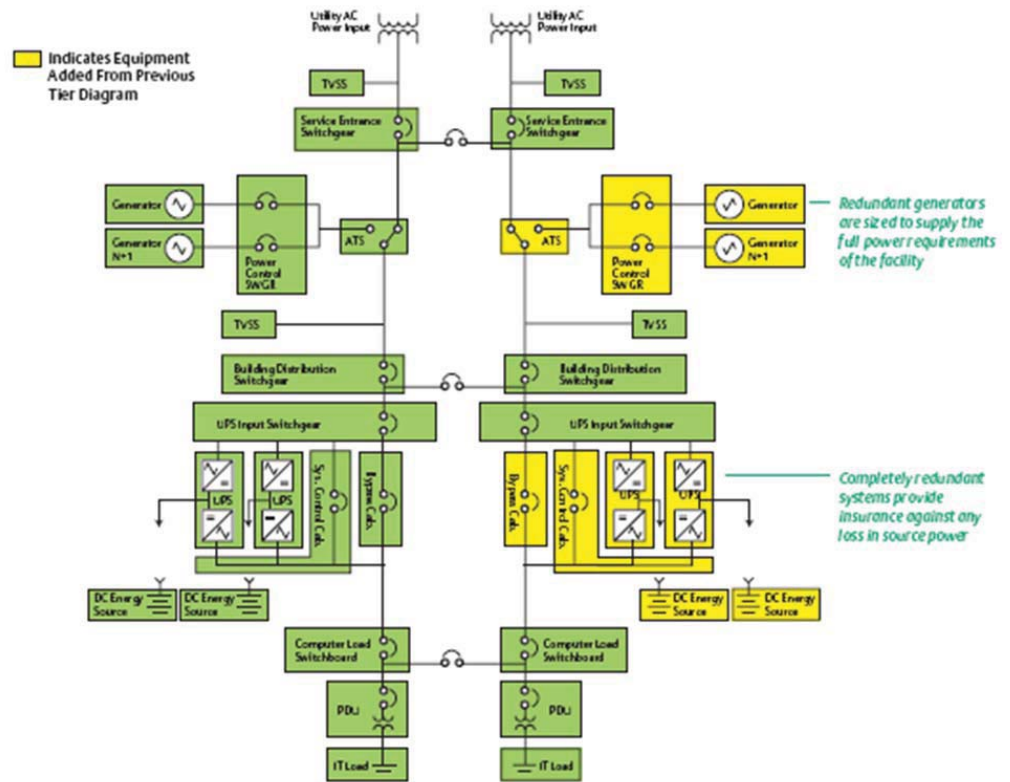 Utility AC
Power Input
Utility AC
Power Input
Indicates Equipment
Added From Previous
Tier Diagram
TVSS
TVSS
Service Entrance
Switchgear
Service Entrance
Switchgear
Generator
Generator
N+1
Power
Control
SWGR
ATS
ATS
Power
Control
SWGR
Generator
Generator
N+1
Redundant generators
are sized to supply the
full power requirements
of the facility
TVSS
TVSS
Building Distribution
Switchgear
Building Distribution
Switchgear
UPS Input Switchgear
UPS Input Switchgear
UPS
UPS
Sys. Control Cab.
Bypass Cab.
Bypass Cab.
Sys. Control Cab.
UPS
UPS
Completely redundant
systems provide
insurance against any
loss in source power
DC Energy
Source
DC Energy
Source
DC Energy
Source
DC Energy
Source
Computer Load
Switchboard
Computer Load
Switchboard
PDU
PDU
IT Load
IT Load